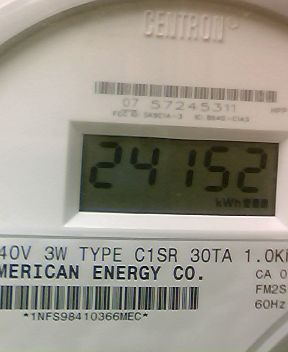 CENTRON
07 57245311
24152
kWh
40V 3W TYPE C1SR 30TA 1.0K
MERICAN ENERGY CO.
CA 0
FM2S
60Hz
*1NFS98410366MEC*